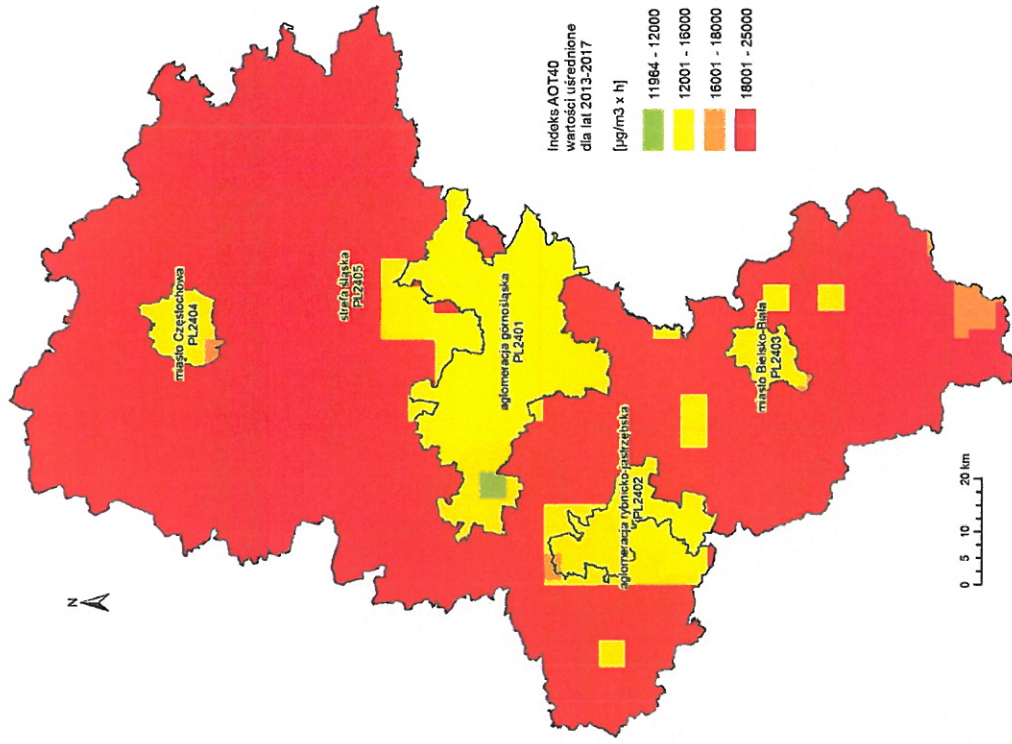 N
miasto Częstochowa
PL2404
strefa śląska
PL2405
aglomeracja górnośląska
PL2401
aglomeracja rybnicko-jastrzębska
PL2402
miasto Bielsko-Biała
PL2403
Indeks AOT40
wartości uśrednione
dla lat 2013-2017
[µg/m3 x h]
11964 - 12000
12001 - 16000
16001 - 18000
18001 - 25000
0 5 10 20 km